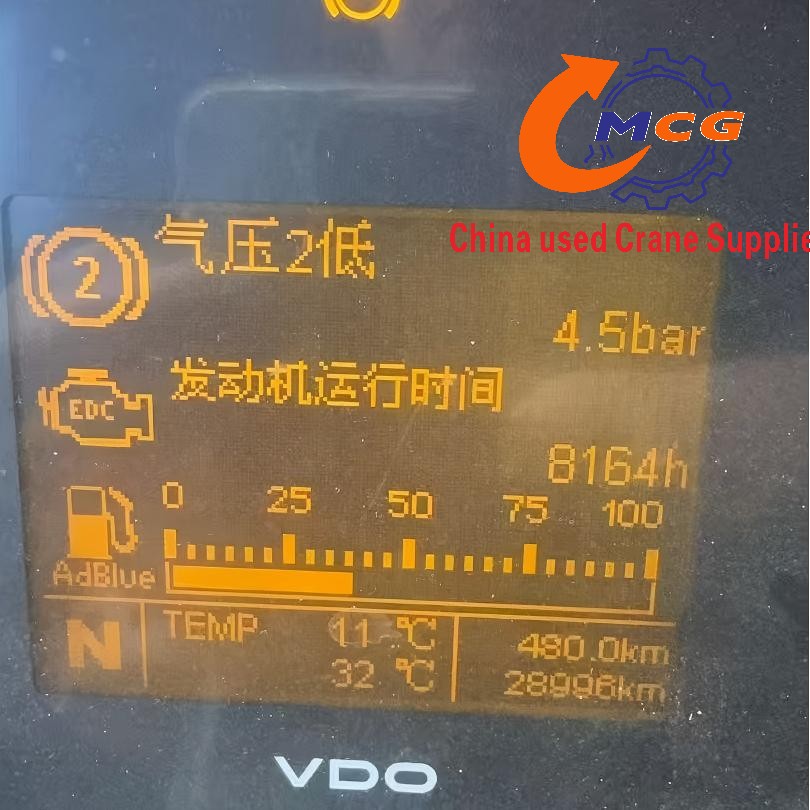 MCG
China used Crane Supplie
2
气压2低
4.5bar
EDC
发动机运行时间
8164h
0 25 50 75 100
AdBlue
N
TEMP 11 ℃ 480.0km
32 ℃ 28996km
VDO